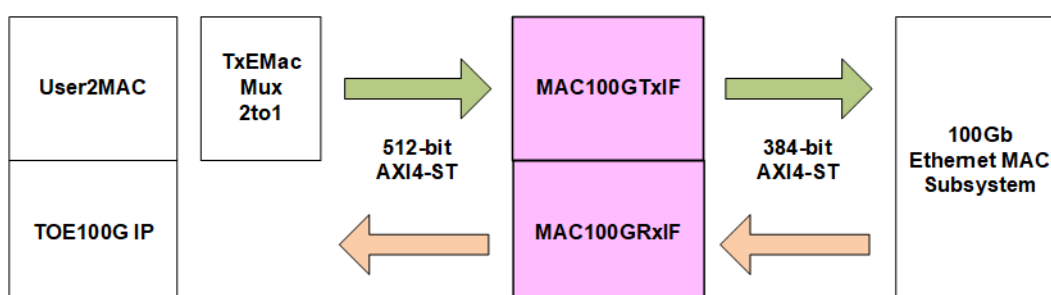 User2MAC
TxEMac
Mux
2to1
MAC100GTxIF
512-bit
AXI4-ST
384-bit
AXI4-ST
100Gb
Ethernet MAC
Subsystem
TOE100G IP
MAC100GRxIF